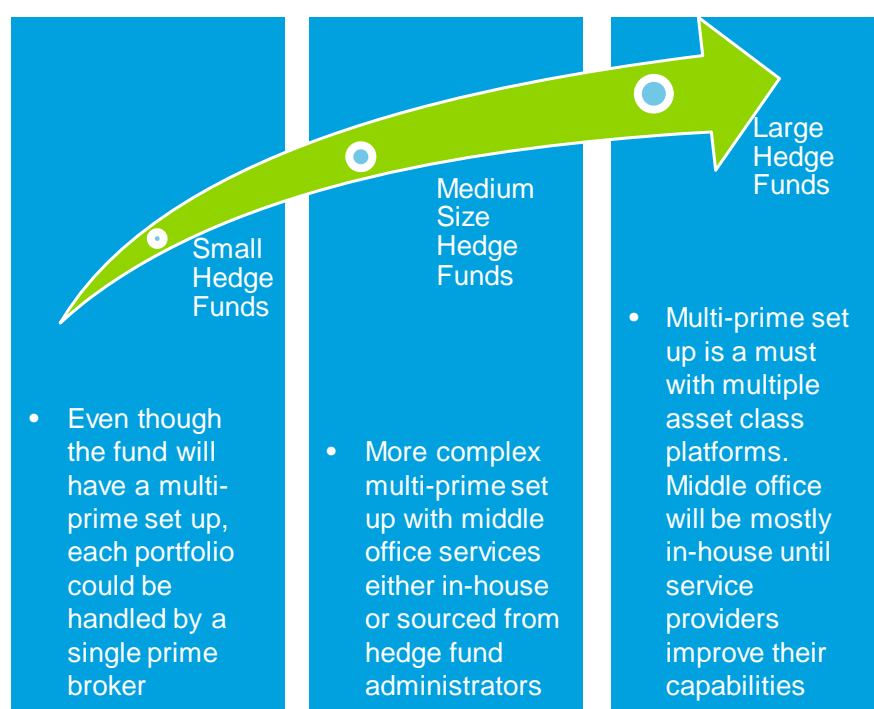 Small
Hedge
Funds
• Even though
the fund will
have a multi-
prime set up,
each portfolio
could be
handled by a
single prime
broker
Medium
Size
Hedge
Funds
• More complex
multi-prime set
up with middle
office services
either in-house
or sourced from
hedge fund
administrators
Large
Hedge
Funds
• Multi-prime set
up is a must
with multiple
asset class
platforms.
Middle office
will be mostly
in-house until
service
providers
improve their
capabilities